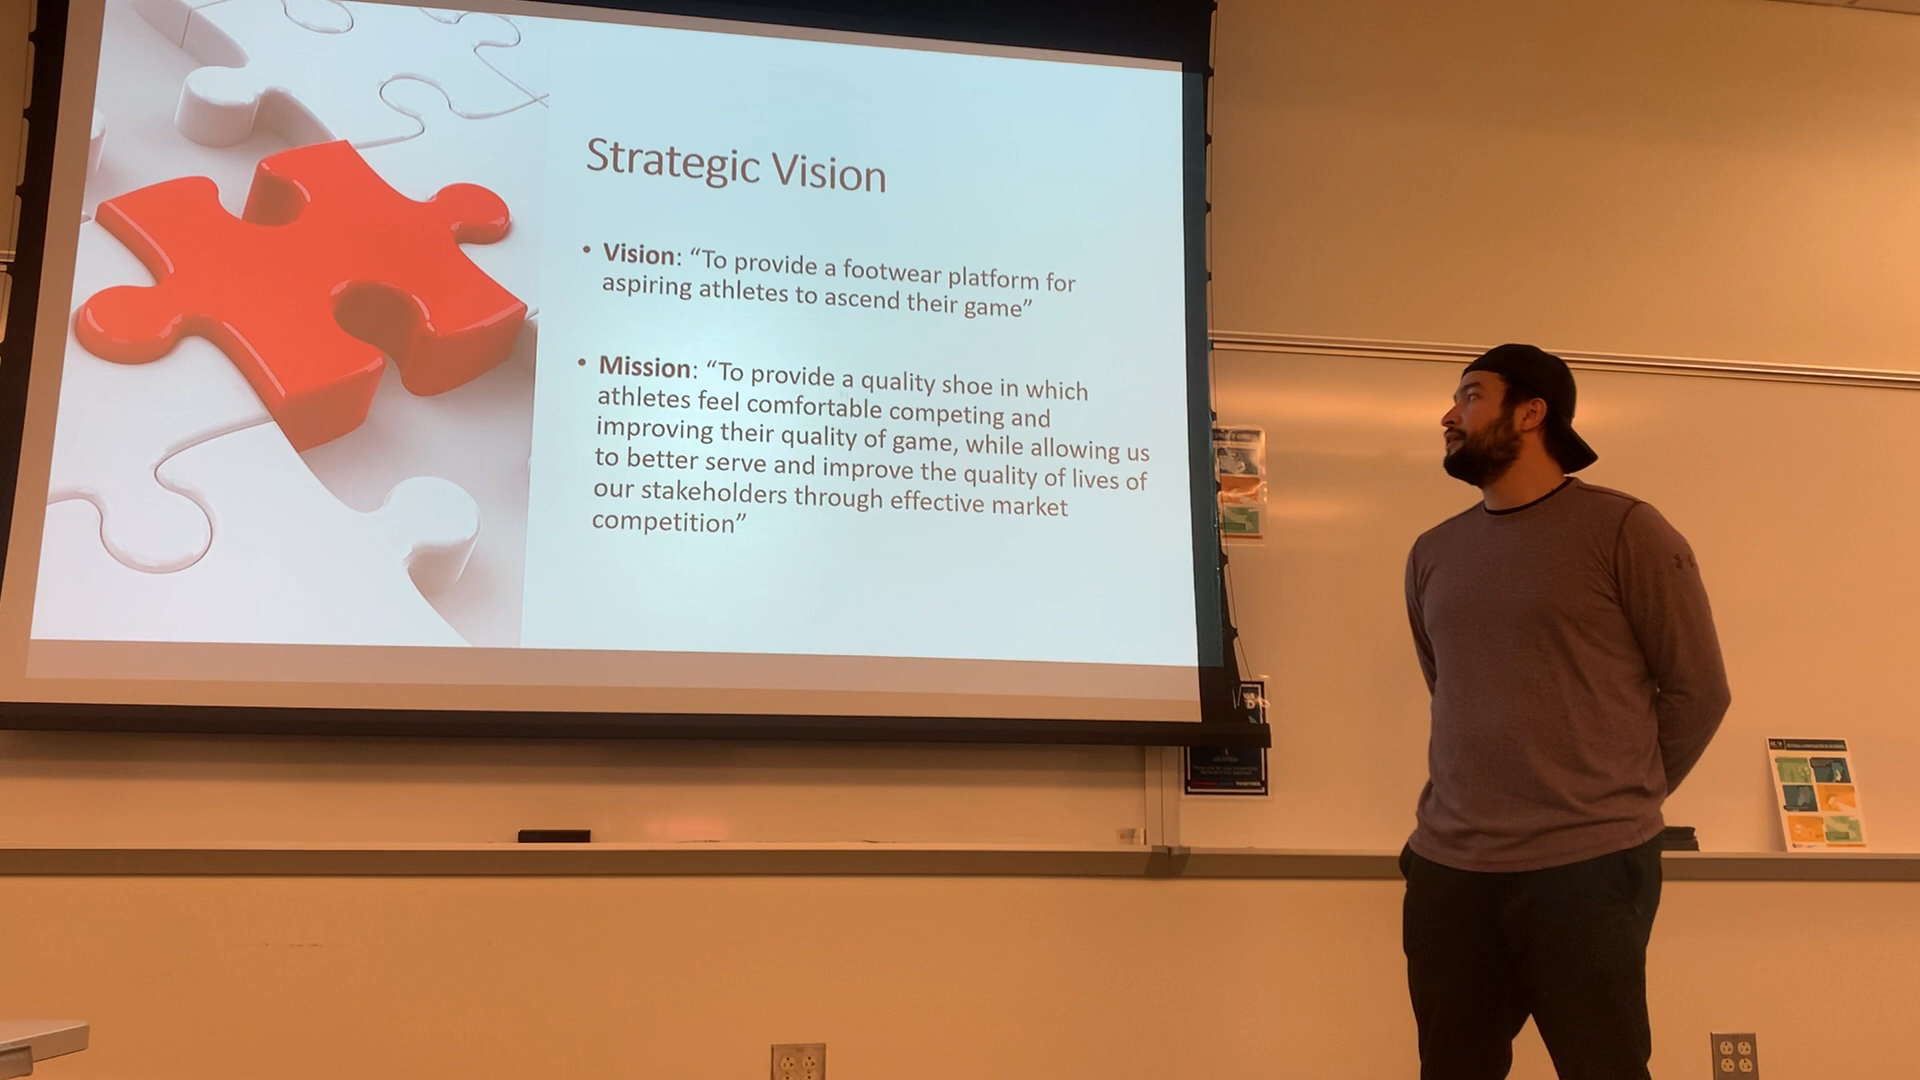 Strategic Vision
• Vision: “To provide a footwear platform for
aspiring athletes to ascend their game”
• Mission: “To provide a quality shoe in which
athletes feel comfortable competing and
improving their quality of game, while allowing us
to better serve and improve the quality of lives of
our stakeholders through effective market
competition”